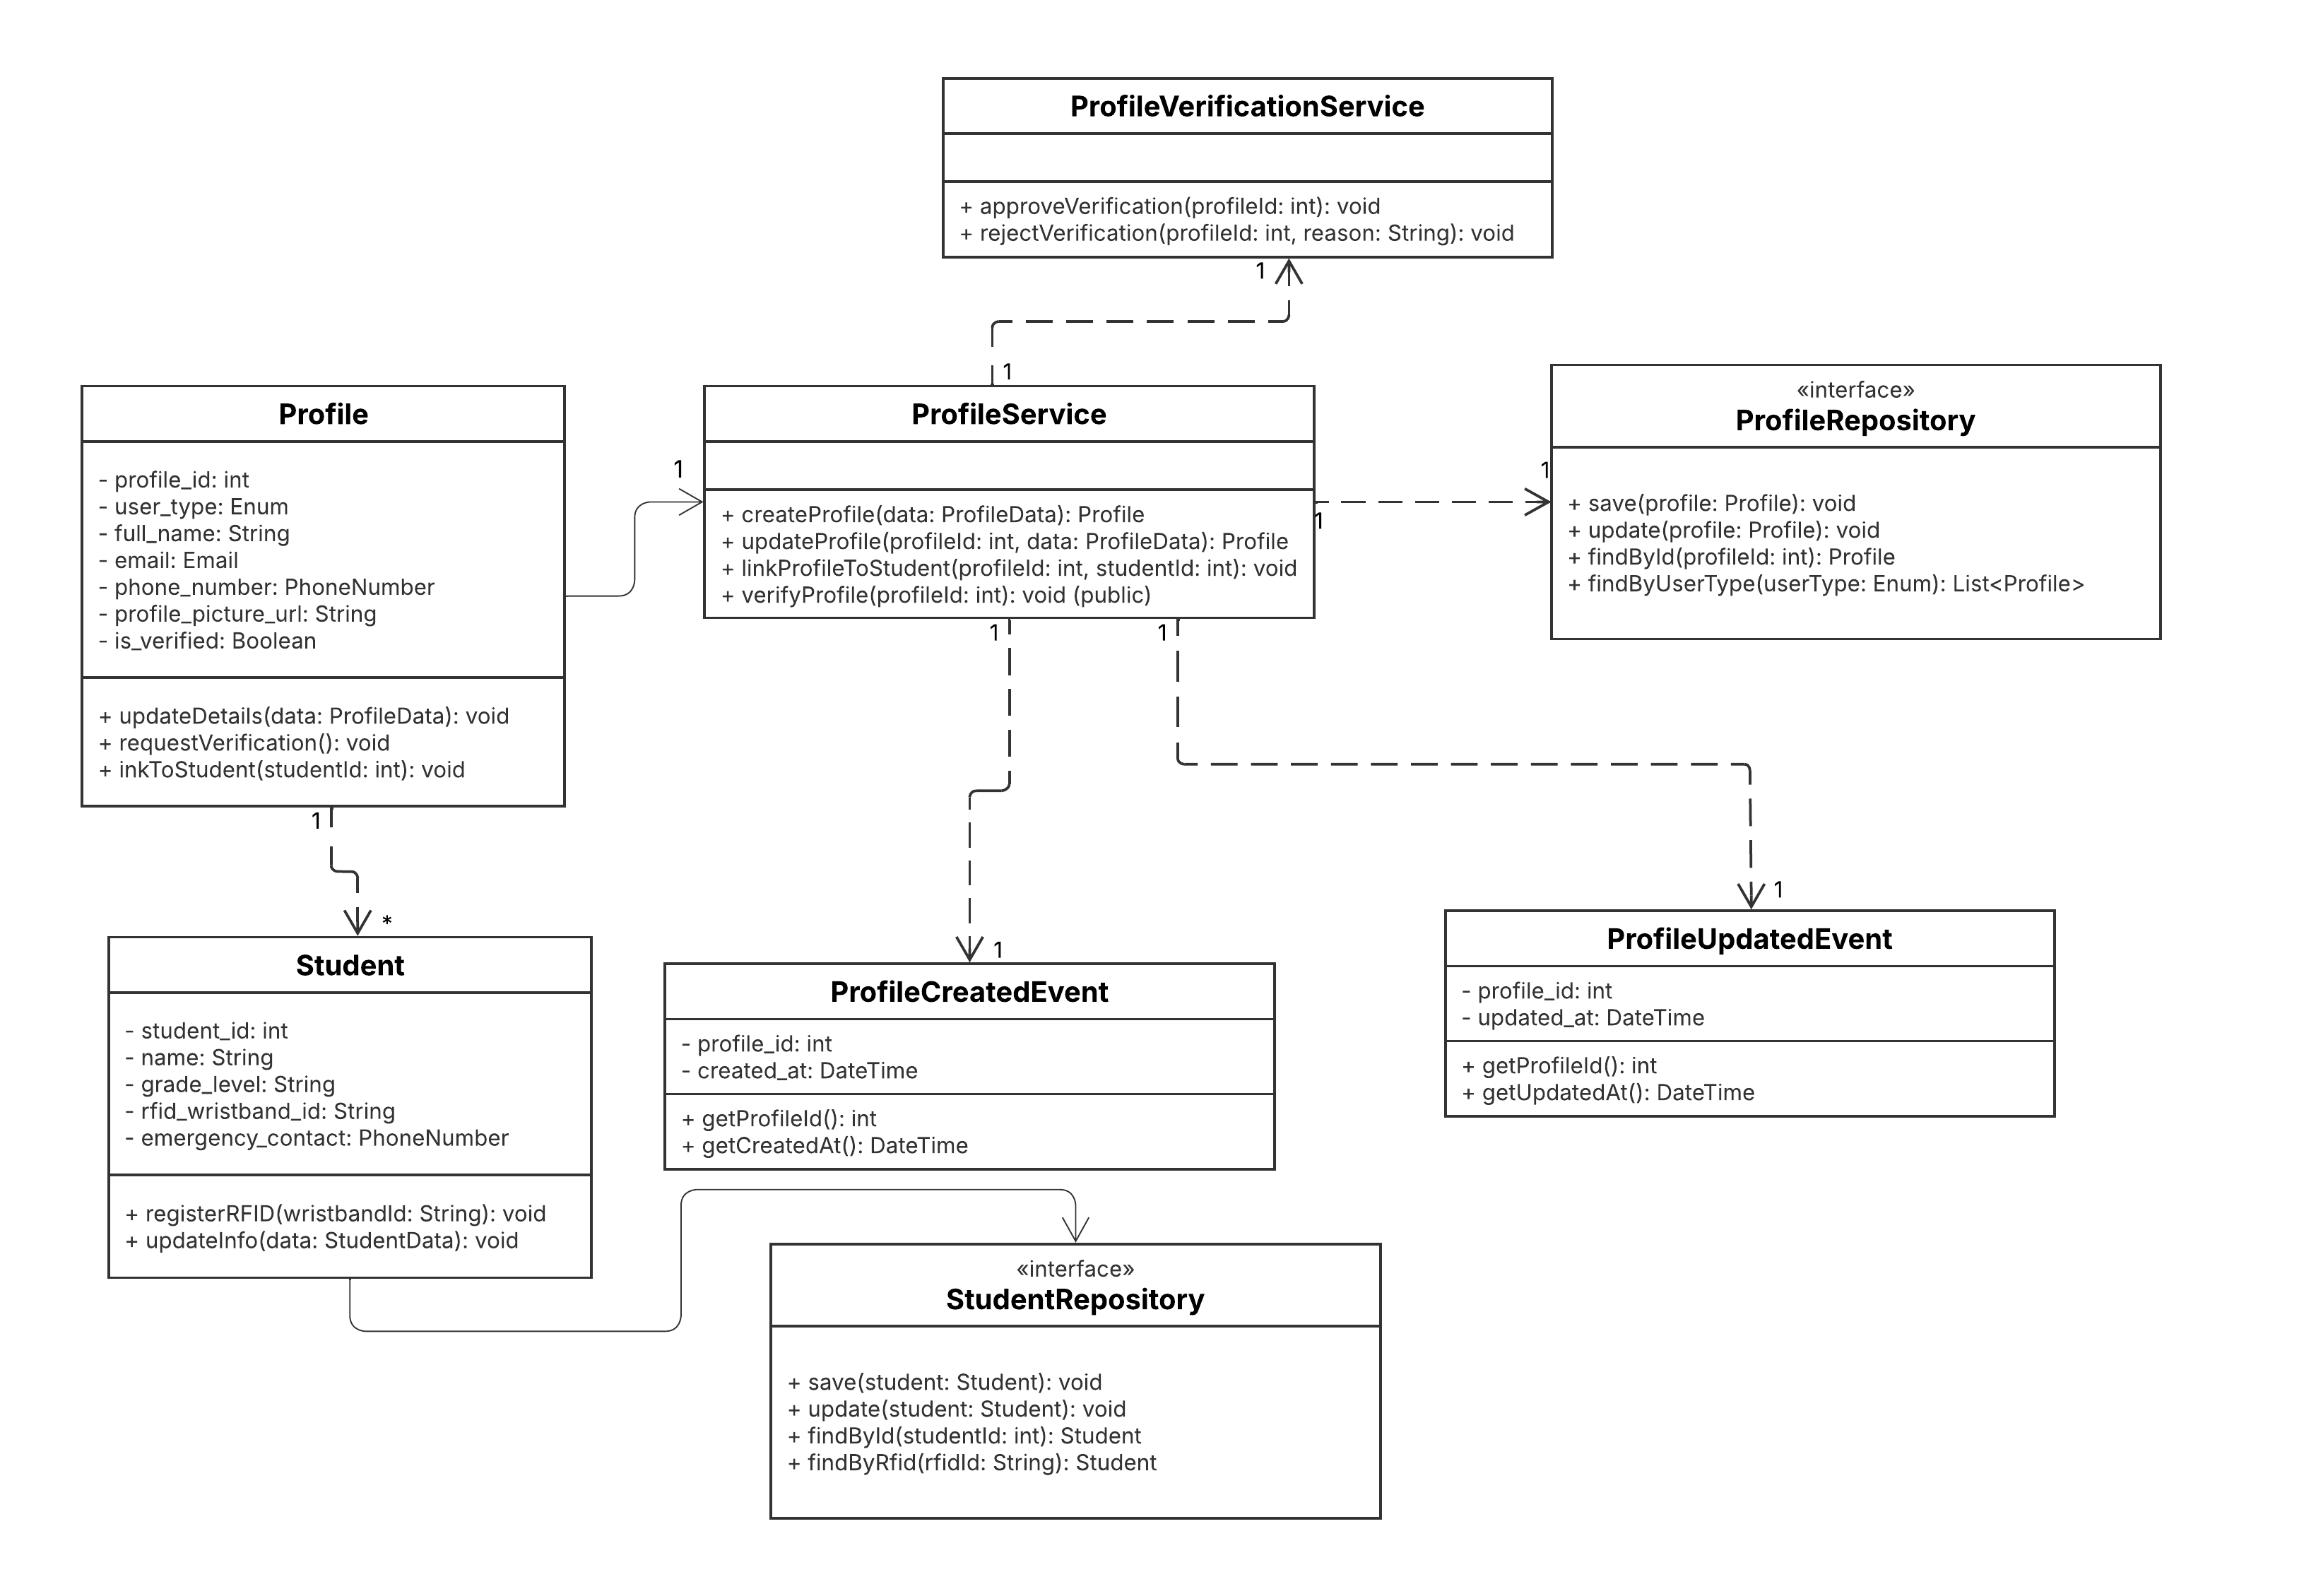 ProfileVerificationService
+ approveVerification(profileId: int): void
+ rejectVerification(profileId: int, reason: String): void
1
1
Profile
- profile_id: int
- user_type: Enum
- full_name: String
- email: Email
- phone_number: PhoneNumber
- profile_picture_url: String
- is_verified: Boolean
+ updateDetails(data: ProfileData): void
+ requestVerification(): void
+ inkToStudent(studentId: int): void
1
ProfileService
+ createProfile(data: ProfileData): Profile
+ updateProfile(profileId: int, data: ProfileData): Profile
+ linkProfileToStudent(profileId: int, studentId: int): void
+ verifyProfile(profileId: int): void (public)
1
1
«interface»
ProfileRepository
+ save(profile: Profile): void
+ update(profile: Profile): void
+ findById(profileId: int): Profile
+ findByUserType(userType: Enum): List<Profile>
1
1
1
*
Student
- student_id: int
- name: String
- grade_level: String
- rfid_wristband_id: String
- emergency_contact: PhoneNumber
+ registerRFID(wristbandId: String): void
+ updateInfo(data: StudentData): void
1
ProfileCreatedEvent
- profile_id: int
- created_at: DateTime
+ getProfileId(): int
+ getCreatedAt(): DateTime
1
ProfileUpdatedEvent
- profile_id: int
- updated_at: DateTime
+ getProfileId(): int
+ getUpdatedAt(): DateTime
«interface»
StudentRepository
+ save(student: Student): void
+ update(student: Student): void
+ findById(studentId: int): Student
+ findByRfid(rfidId: String): Student